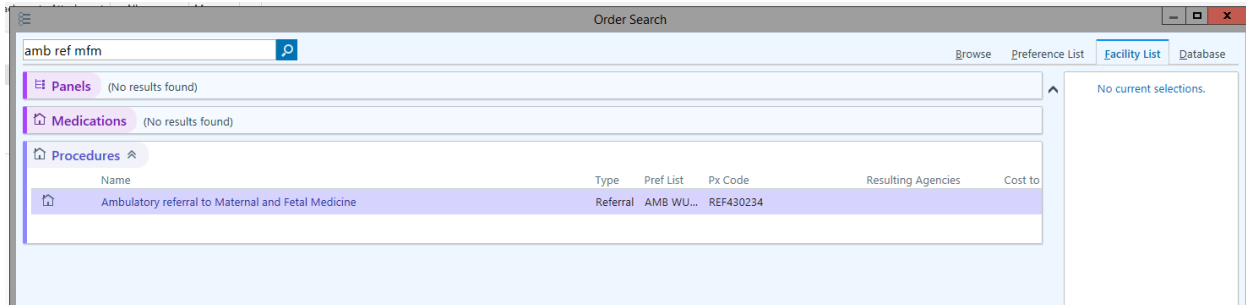 Order Search
amb ref mfm
Browse Preference List Facility List Database
Panels (No results found)
No current selections.
Medications (No results found)
Procedures
Name Type Pref List Px Code Resulting Agencies Cost to
Ambulatory referral to Maternal and Fetal Medicine Referral AMB WU... REF430234